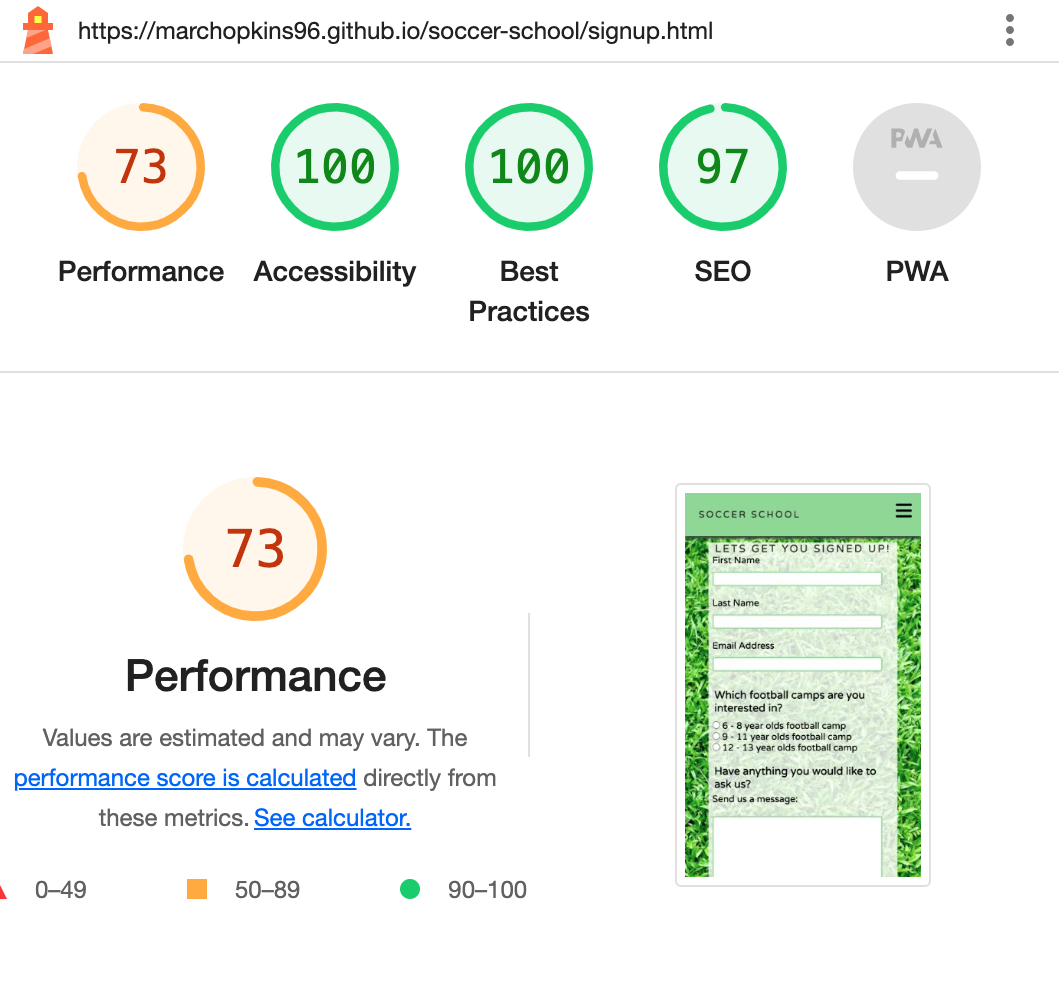 https://marchopkins96.github.io/soccer-school/signup.html
73
100
100
97
PWA
Performance
Accessibility
Best
Practices
SEO
PWA
73
Performance
Values are estimated and may vary. The
performance score is calculated directly from
these metrics. See calculator.
0–49
50–89
90–100
SOCCER SCHOOL
LETS GET YOU SIGNED UP!
First Name
Last Name
Email Address
Which football camps are you
interested in?
6 - 8 year olds football camp
9 - 11 year olds football camp
12 - 13 year olds football camp
Have anything you would like to
ask us?
Send us a message: